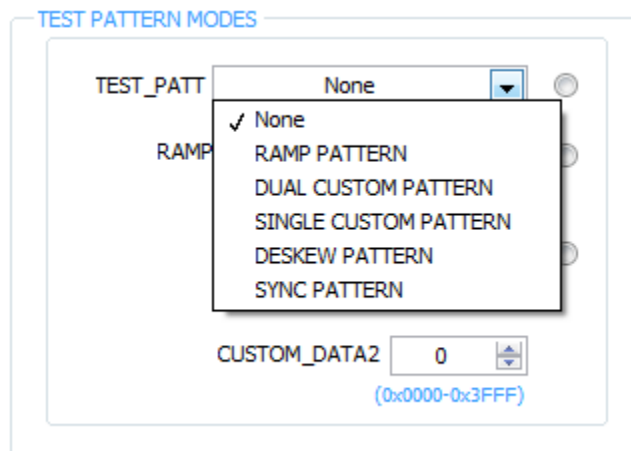 TEST PATTERN MODES
TEST_PATT None
✓ None
RAMP
RAMP PATTERN
DUAL CUSTOM PATTERN
SINGLE CUSTOM PATTERN
DESKEW PATTERN
SYNC PATTERN
CUSTOM_DATA2 0
(0x0000-0x3FFF)